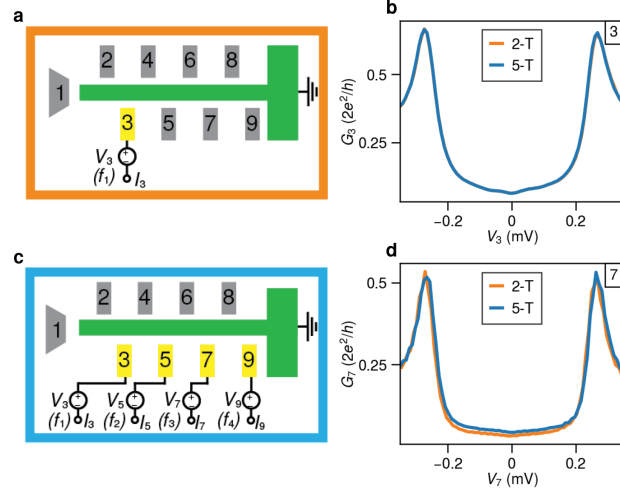 a
1
2 4 6 8
3 5 7 9
V₃
(f₁) I₃
b
3
2-T
5-T
G₃ (2e²/h)
0.5
0.25
−0.2 0 0.2
V₃ (mV)
c
1
2 4 6 8
3 5 7 9
V₃ V₅ V₇ V₉
(f₁) I₃ (f₂) I₅ (f₃) I₇ (f₄) I₉
d
7
2-T
5-T
G₇ (2e²/h)
0.5
0.25
−0.2 0 0.2
V₇ (mV)